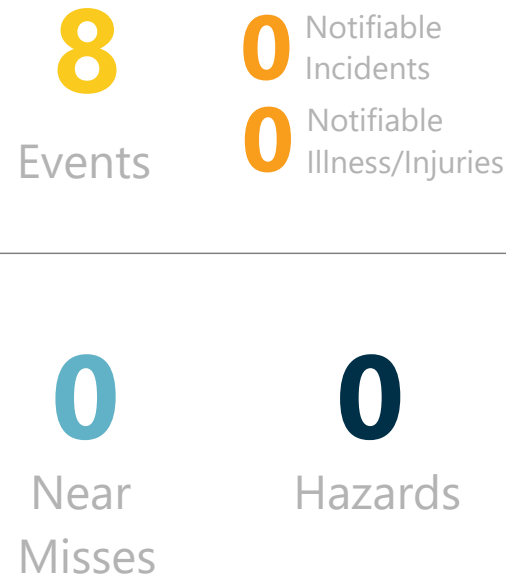 8
Events
0 Notifiable
Incidents
0 Notifiable
Illness/Injuries
0
Near
Misses
0
Hazards